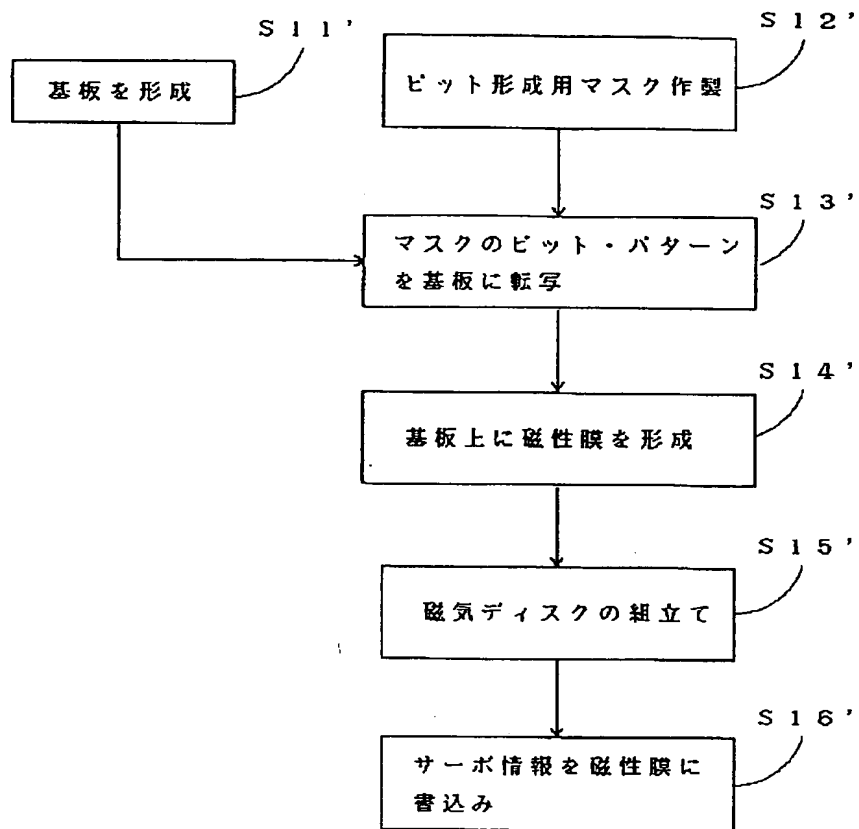 S11'
基板を形成
S12'
ピット形成用マスク作製
S13'
マスクのピット・パターン
を基板に転写
S14'
基板上に磁性膜を形成
S15'
磁気ディスクの組立て
S16'
サーボ情報を磁性膜に
書込み